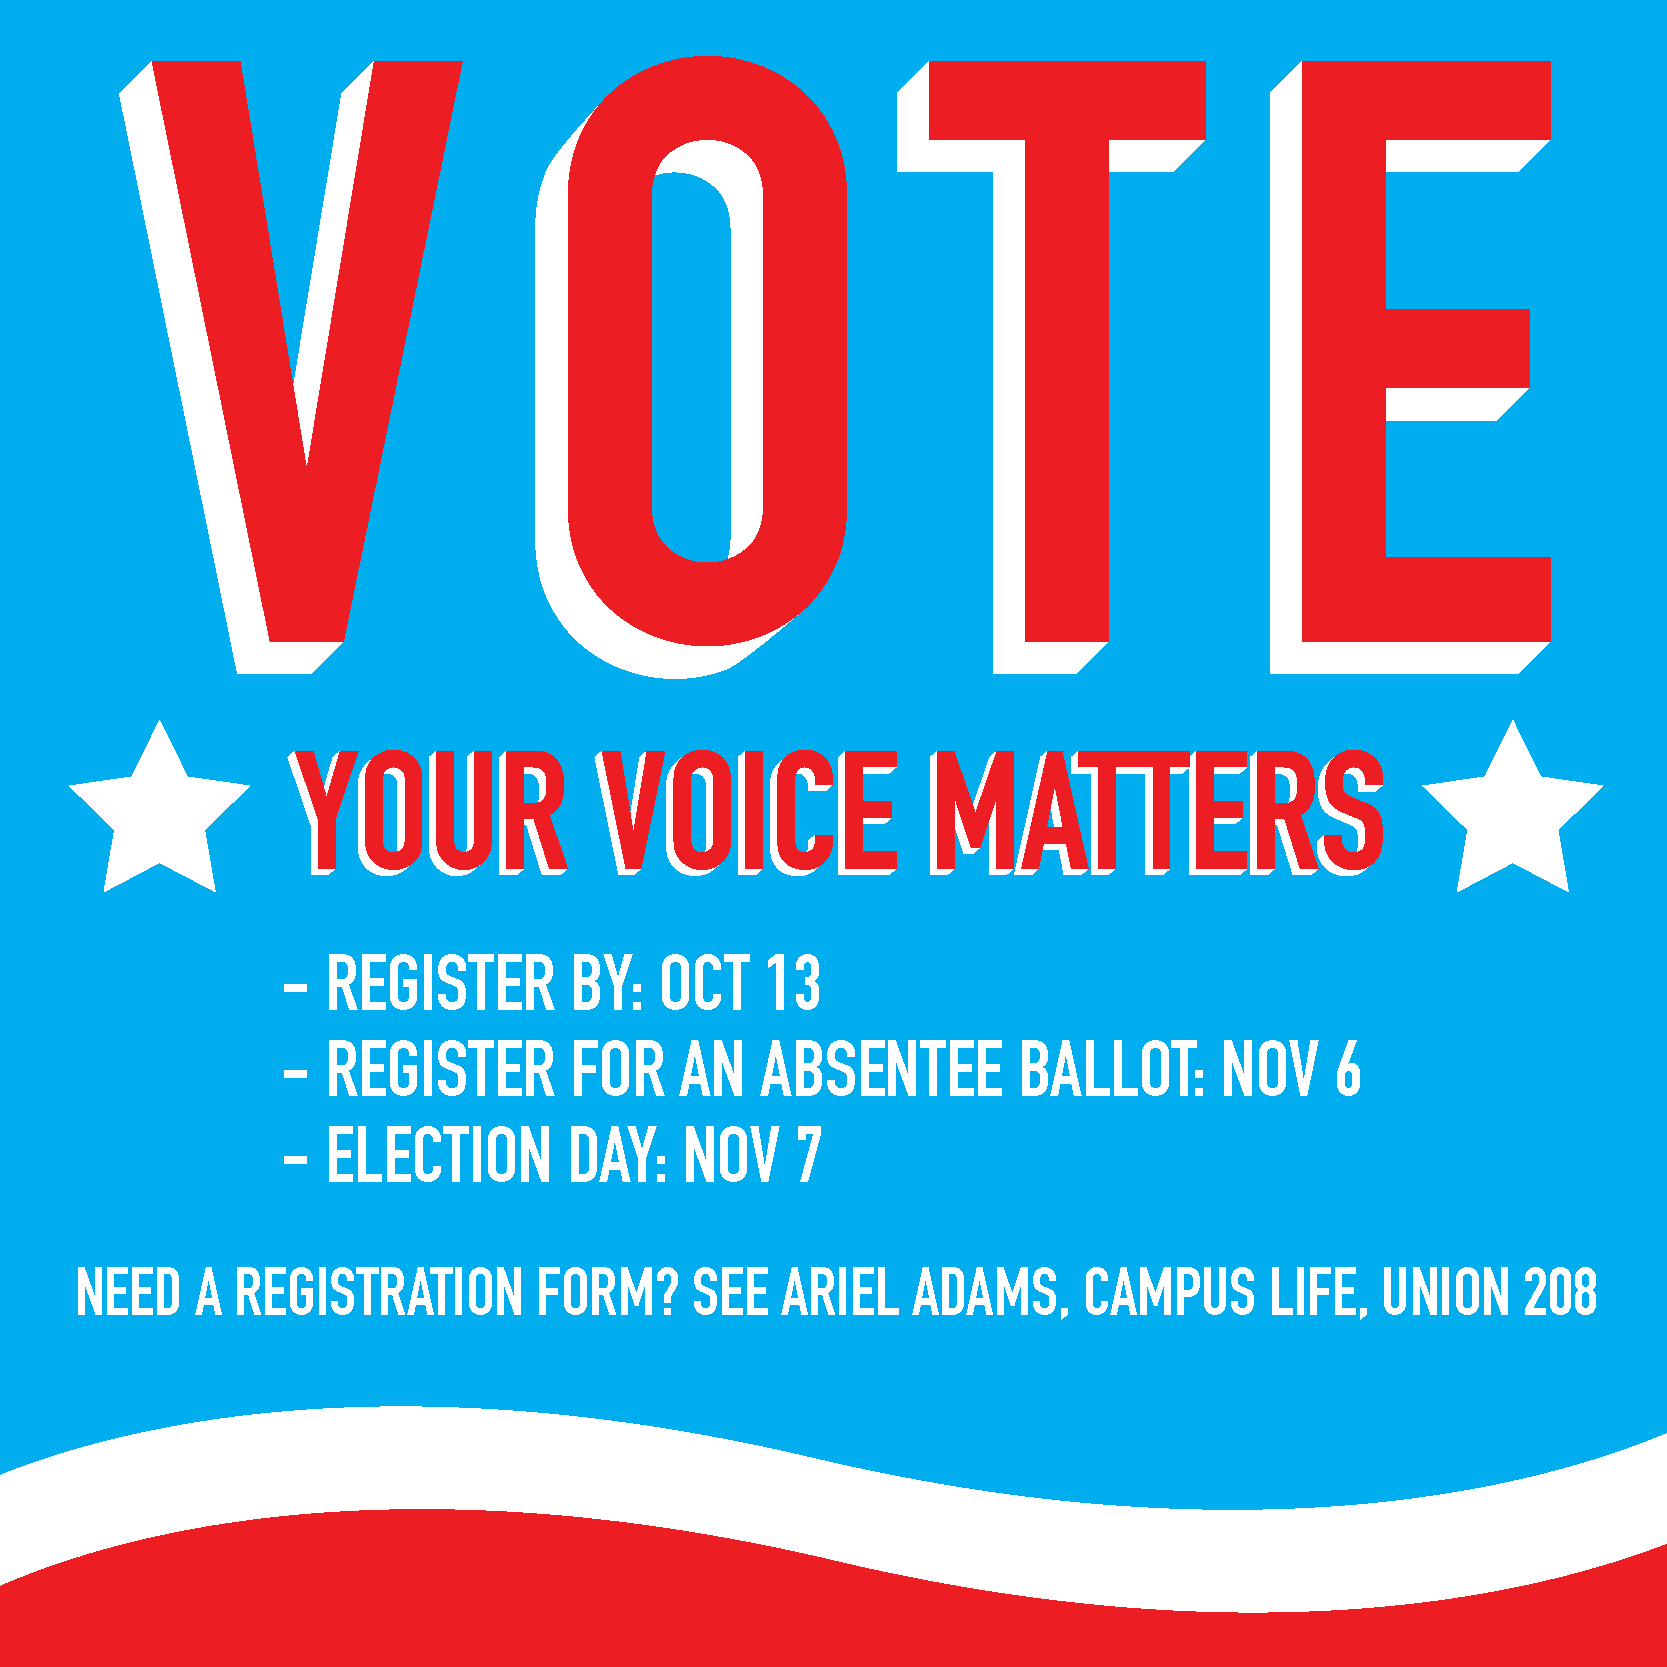 VOTE
YOUR VOICE MATTERS
- REGISTER BY: OCT 13
- REGISTER FOR AN ABSENTEE BALLOT: NOV 6
- ELECTION DAY: NOV 7
NEED A REGISTRATION FORM? SEE ARIEL ADAMS, CAMPUS LIFE, UNION 208